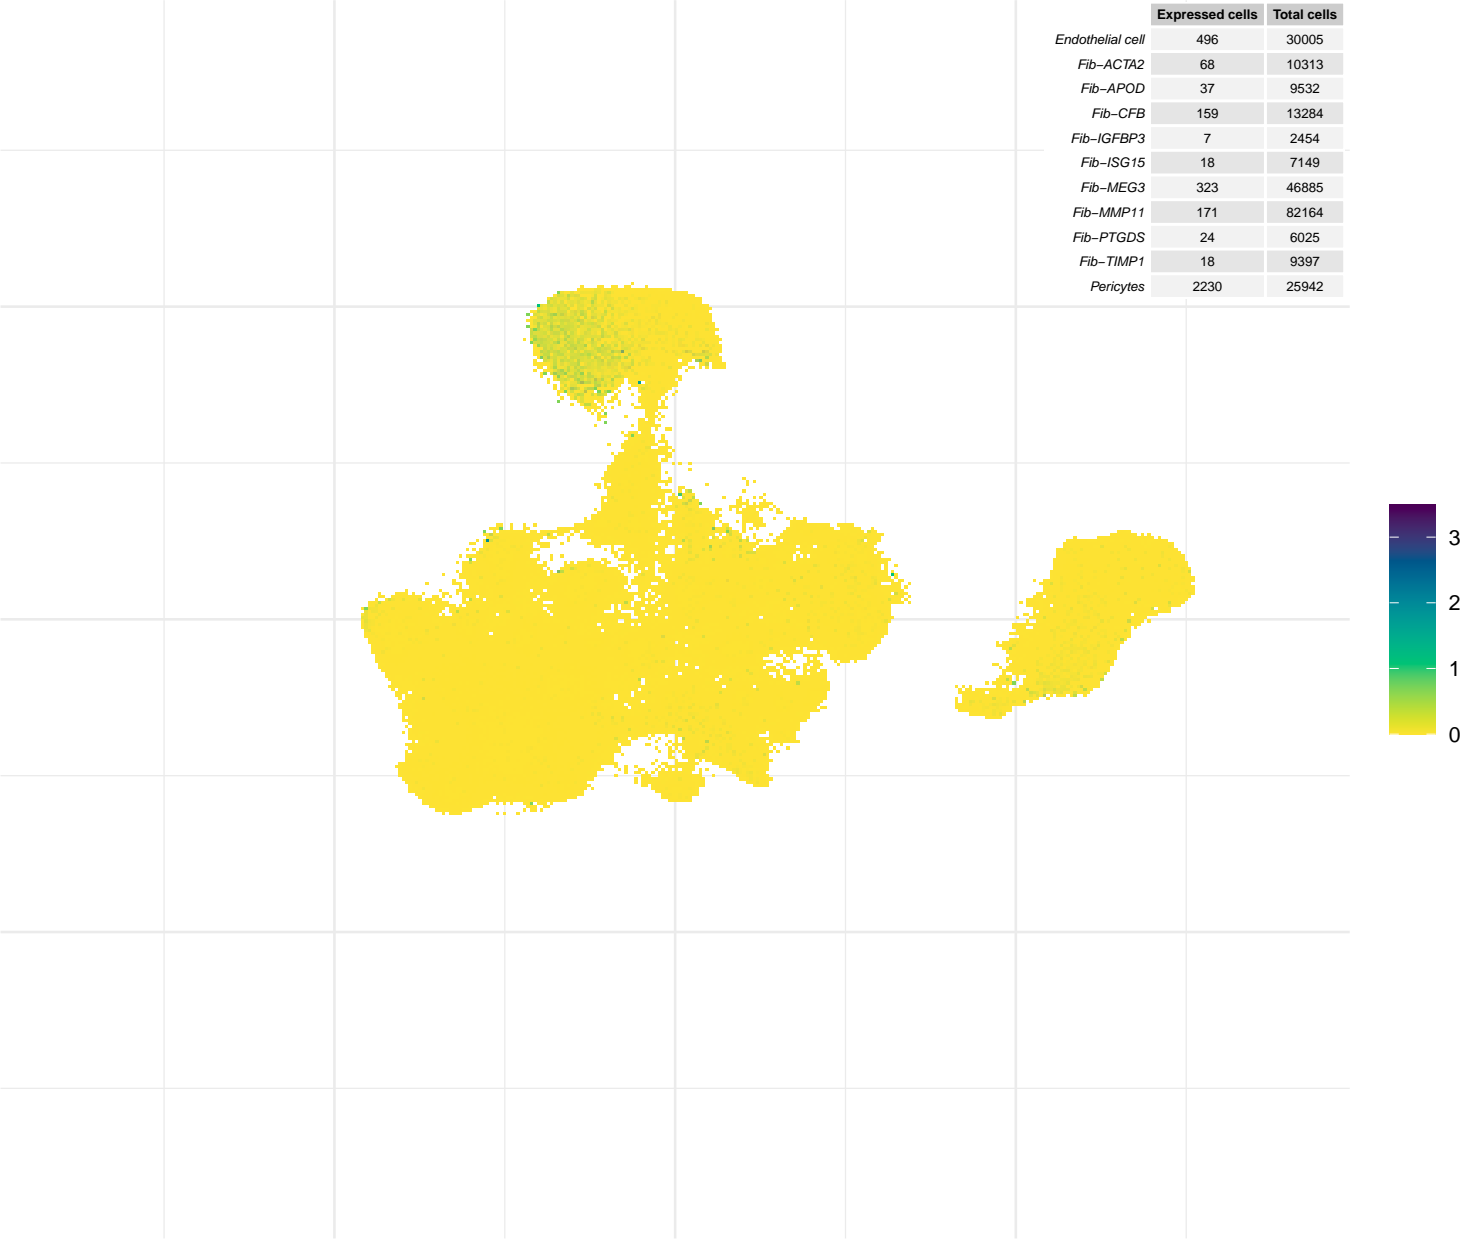 Expressed cells Total cells
Endothelial cell 496 30005
Fib−ACTA2 68 10313
Fib−APOD 37 9532
Fib−CFB 159 13284
Fib−IGFBP3 7 2454
Fib−ISG15 18 7149
Fib−MEG3 323 46885
Fib−MMP11 171 82164
Fib−PTGDS 24 6025
Fib−TIMP1 18 9397
Pericytes 2230 25942
3
2
1
0